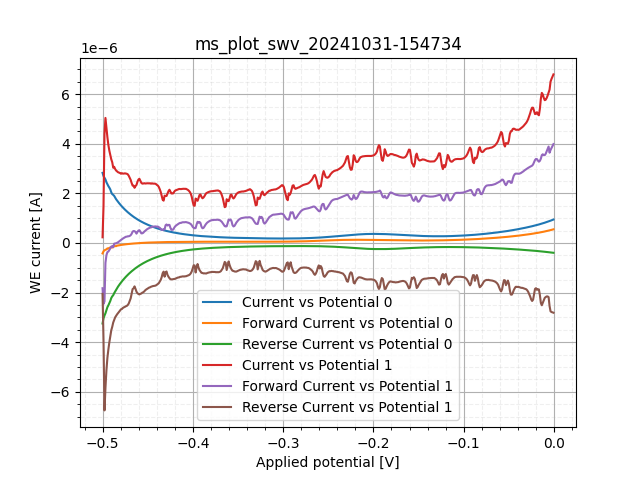 ms_plot_swv_20241031-154734
1e−6
6
4
2
0
−2
−4
−6
WE current [A]
Current vs Potential 0
Forward Current vs Potential 0
Reverse Current vs Potential 0
Current vs Potential 1
Forward Current vs Potential 1
Reverse Current vs Potential 1
−0.5 −0.4 −0.3 −0.2 −0.1 0.0
Applied potential [V]